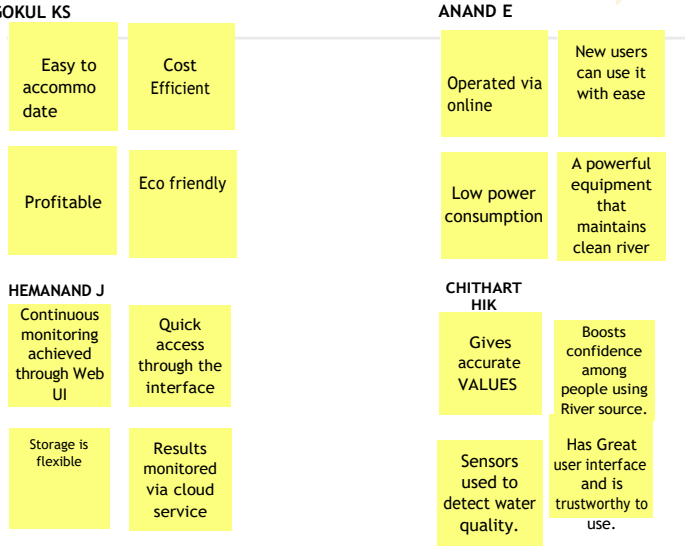 GOKUL KS
Easy to
accommo
date
Cost
Efficient
Profitable
Eco friendly
ANAND E
Operated via
online
New users
can use it
with ease
Low power
consumption
A powerful
equipment
that
maintains
clean river
HEMANAND J
Continuous
monitoring
achieved
through Web
UI
Quick
access
through the
interface
Storage is
flexible
Results
monitored
via cloud
service
CHITHART
HIK
Gives
accurate
VALUES
Boosts
confidence
among
people using
River source.
Sensors
used to
detect water
quality.
Has Great
user interface
and is
trustworthy to
use.